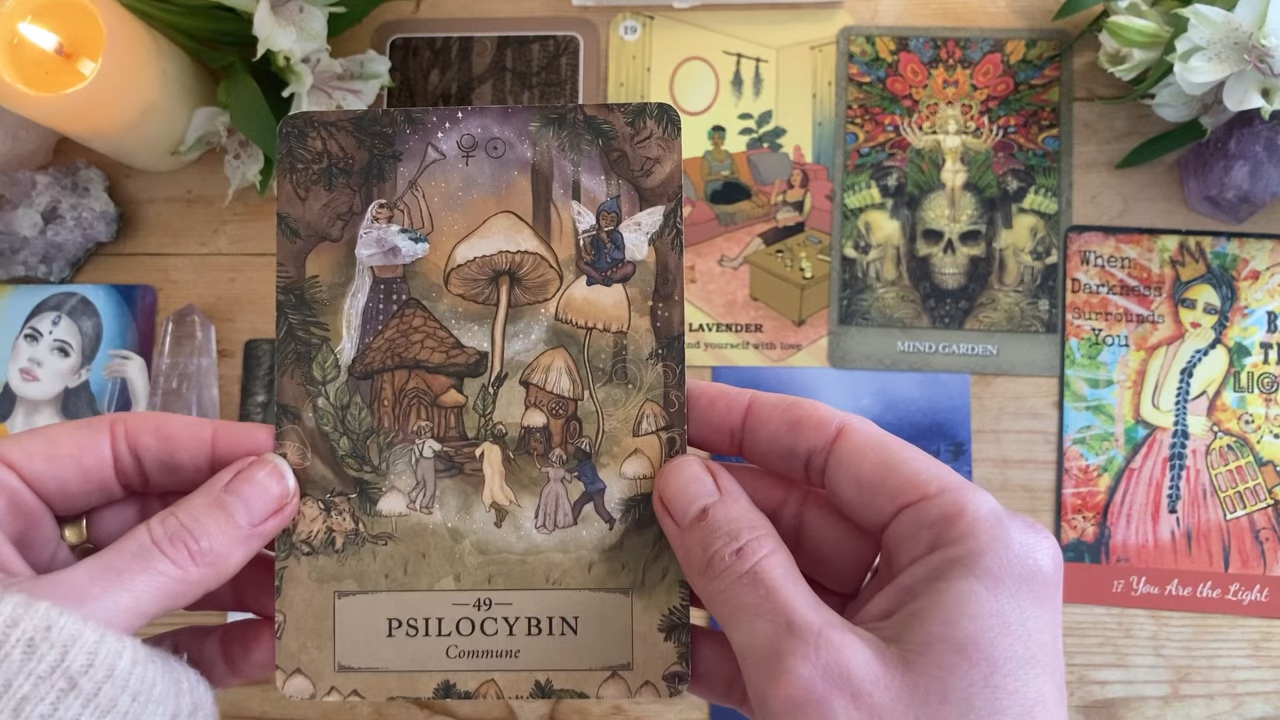 19
LAVENDER
nd yourself with love
MIND GARDEN
When
Darkness
Surrounds
You
17. You Are the Light
—49—
PSILOCYBIN
Commune